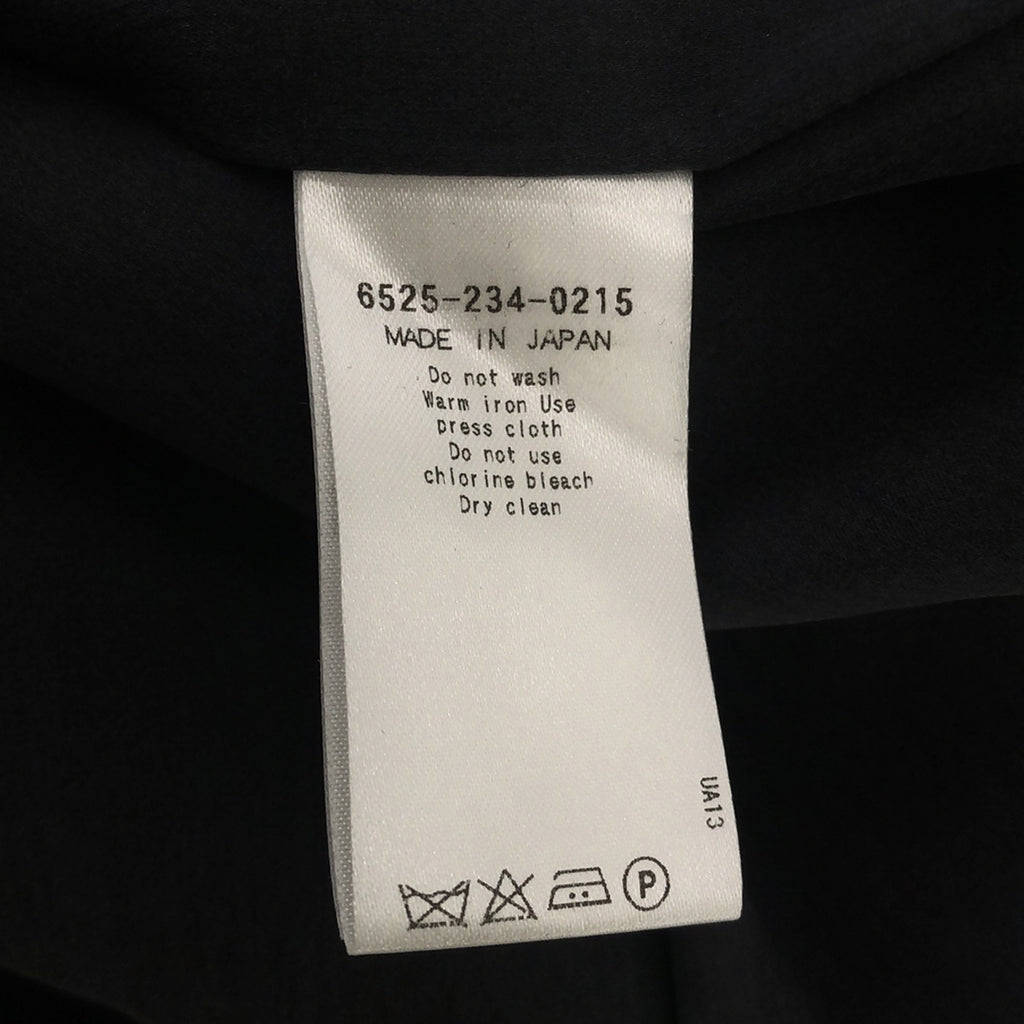 6525-234-0215
MADE IN JAPAN
Do not wash
Warm iron Use
press cloth
Do not use
chlorine bleach
Dry clean
UA13
P